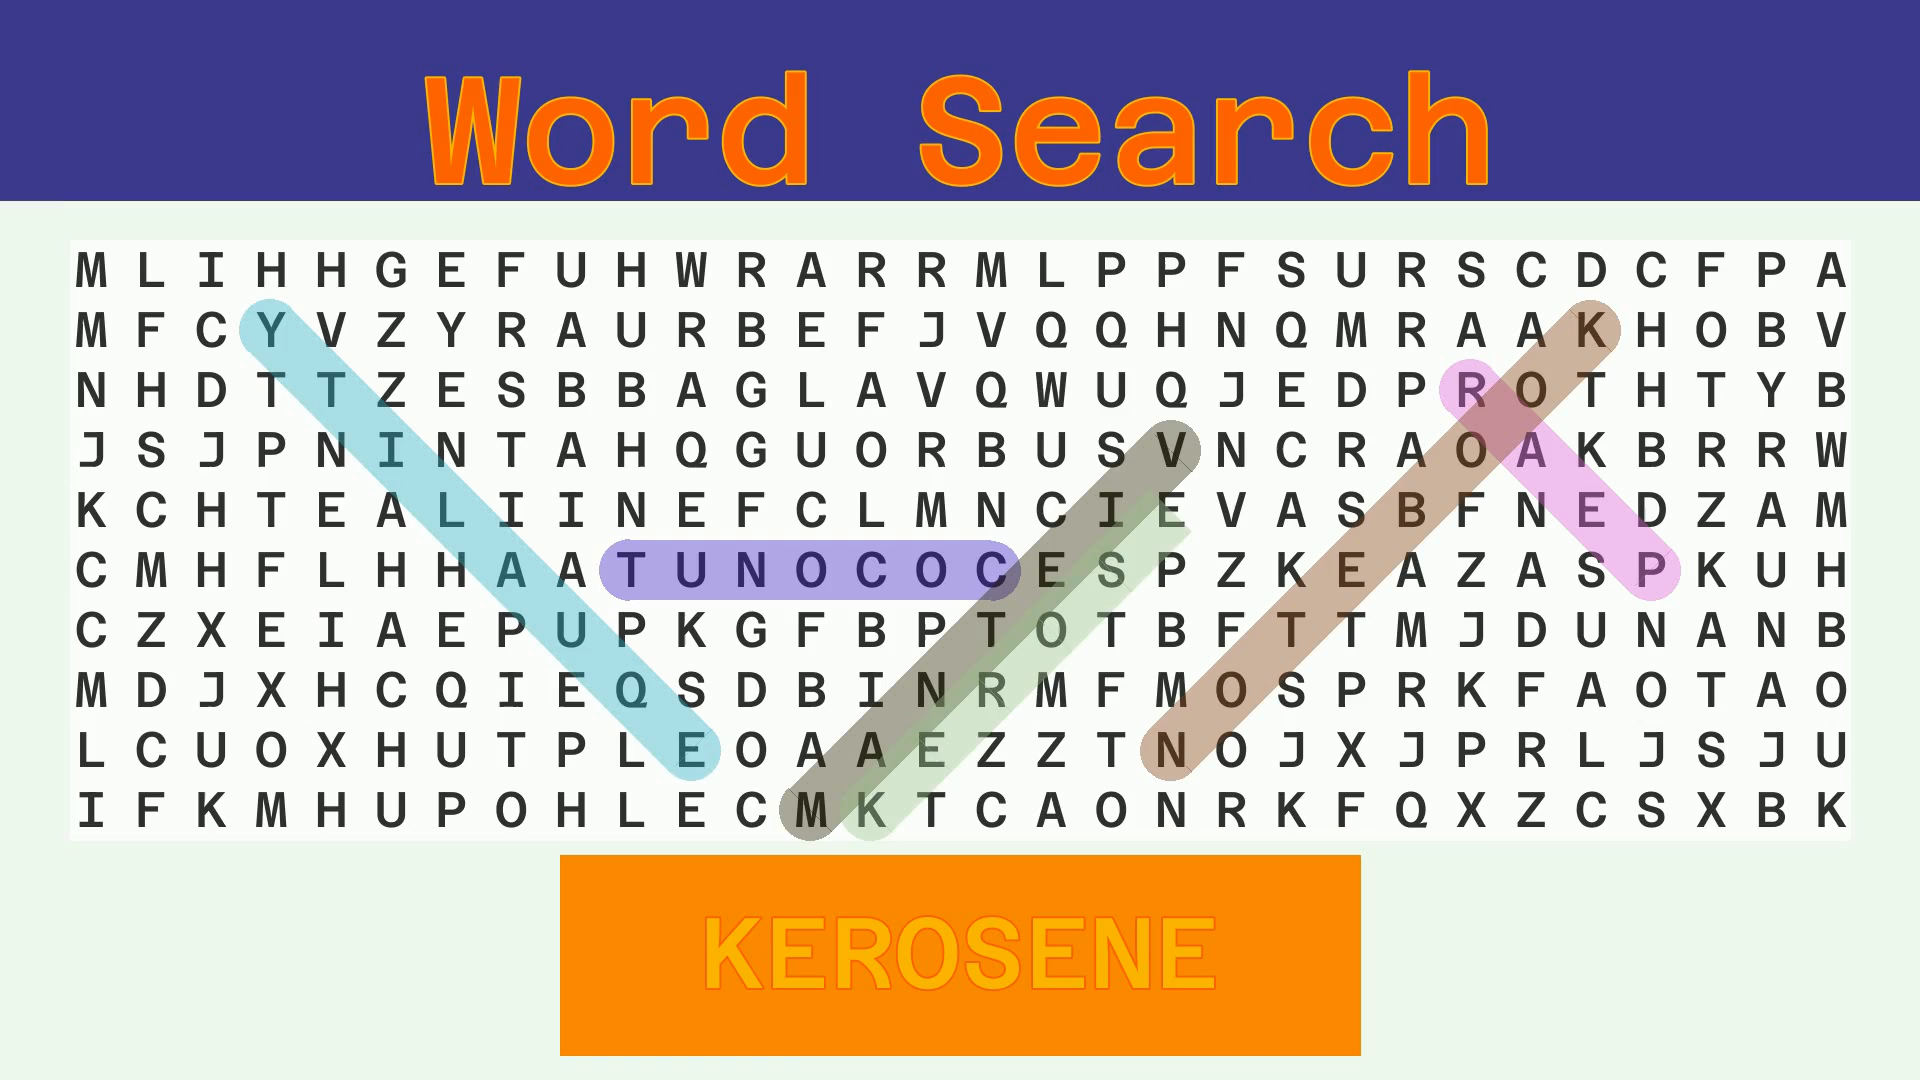 Word Search
M L I H H G E F U H W R A R R M L P P F S U R S C D C F P A
M F C Y V Z Y R A U R B E F J V Q Q H N Q M R A A K H O B V
N H D T T Z E S B B A G L A V Q W U Q J E D P R O T H T Y B
J S J P N I N T A H Q G U O R B U S V N C R A O A K B R R W
K C H T E A L I I N E F C L M N C I E V A S B F N E D Z A M
C M H F L H H A A T U N O C O C E S P Z K E A Z A S P K U H
C Z X E I A E P U P K G F B P T O T B F T T M J D U N A N B
M D J X H C Q I E Q S D B I N R M F M O S P R K F A O T A O
L C U O X H U T P L E O A A E Z Z T N O J X J P R L J S J U
I F K M H U P O H L E C M K T C A O N R K F Q X Z C S X B K
KEROSENE